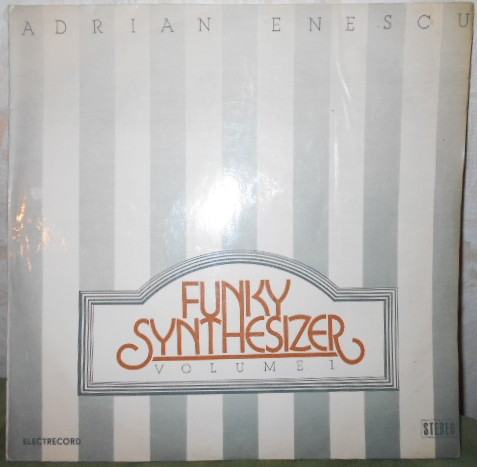 ADRIAN ENESCU
FUNKY
SYNTHESIZER
VOLUME 1
ELECTRECORD
STEREO